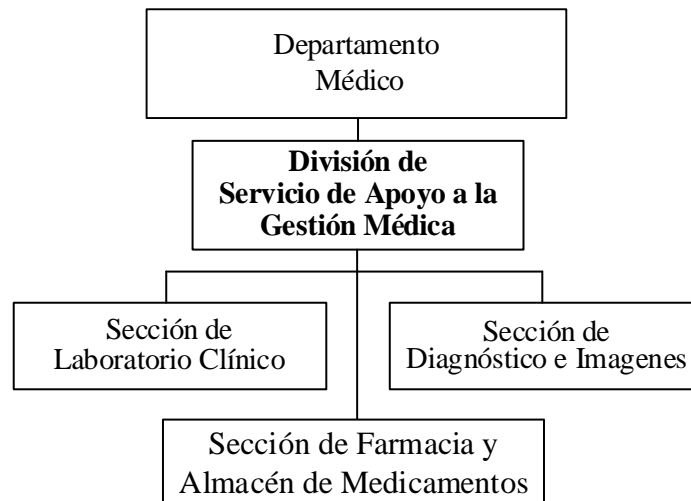 Departamento
Médico
División de
Servicio de Apoyo a la
Gestión Médica
Sección de
Laboratorio Clínico
Sección de
Diagnóstico e Imagenes
Sección de Farmacia y
Almacén de Medicamentos